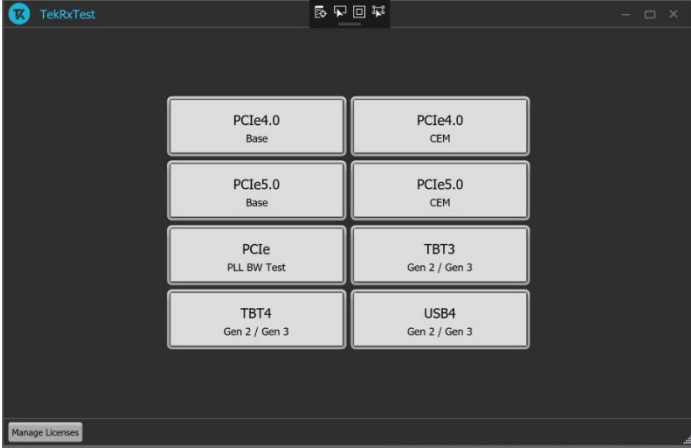 TK TekRxTest
PCIe4.0
Base
PCIe4.0
CEM
PCIe5.0
Base
PCIe5.0
CEM
PCIe
PLL BW Test
TBT3
Gen 2 / Gen 3
TBT4
Gen 2 / Gen 3
USB4
Gen 2 / Gen 3
Manage Licenses